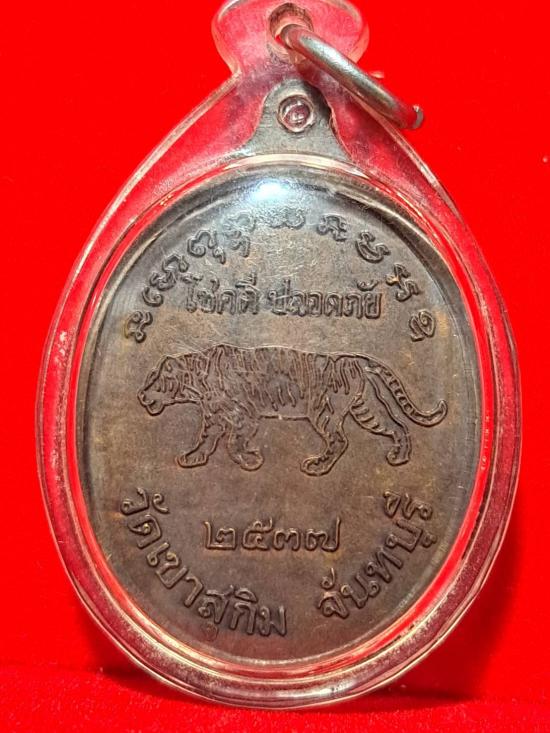 โชคดี ปลอดภัย
๒๕๓๗
วัดเขาสุกิม จันทบุรี